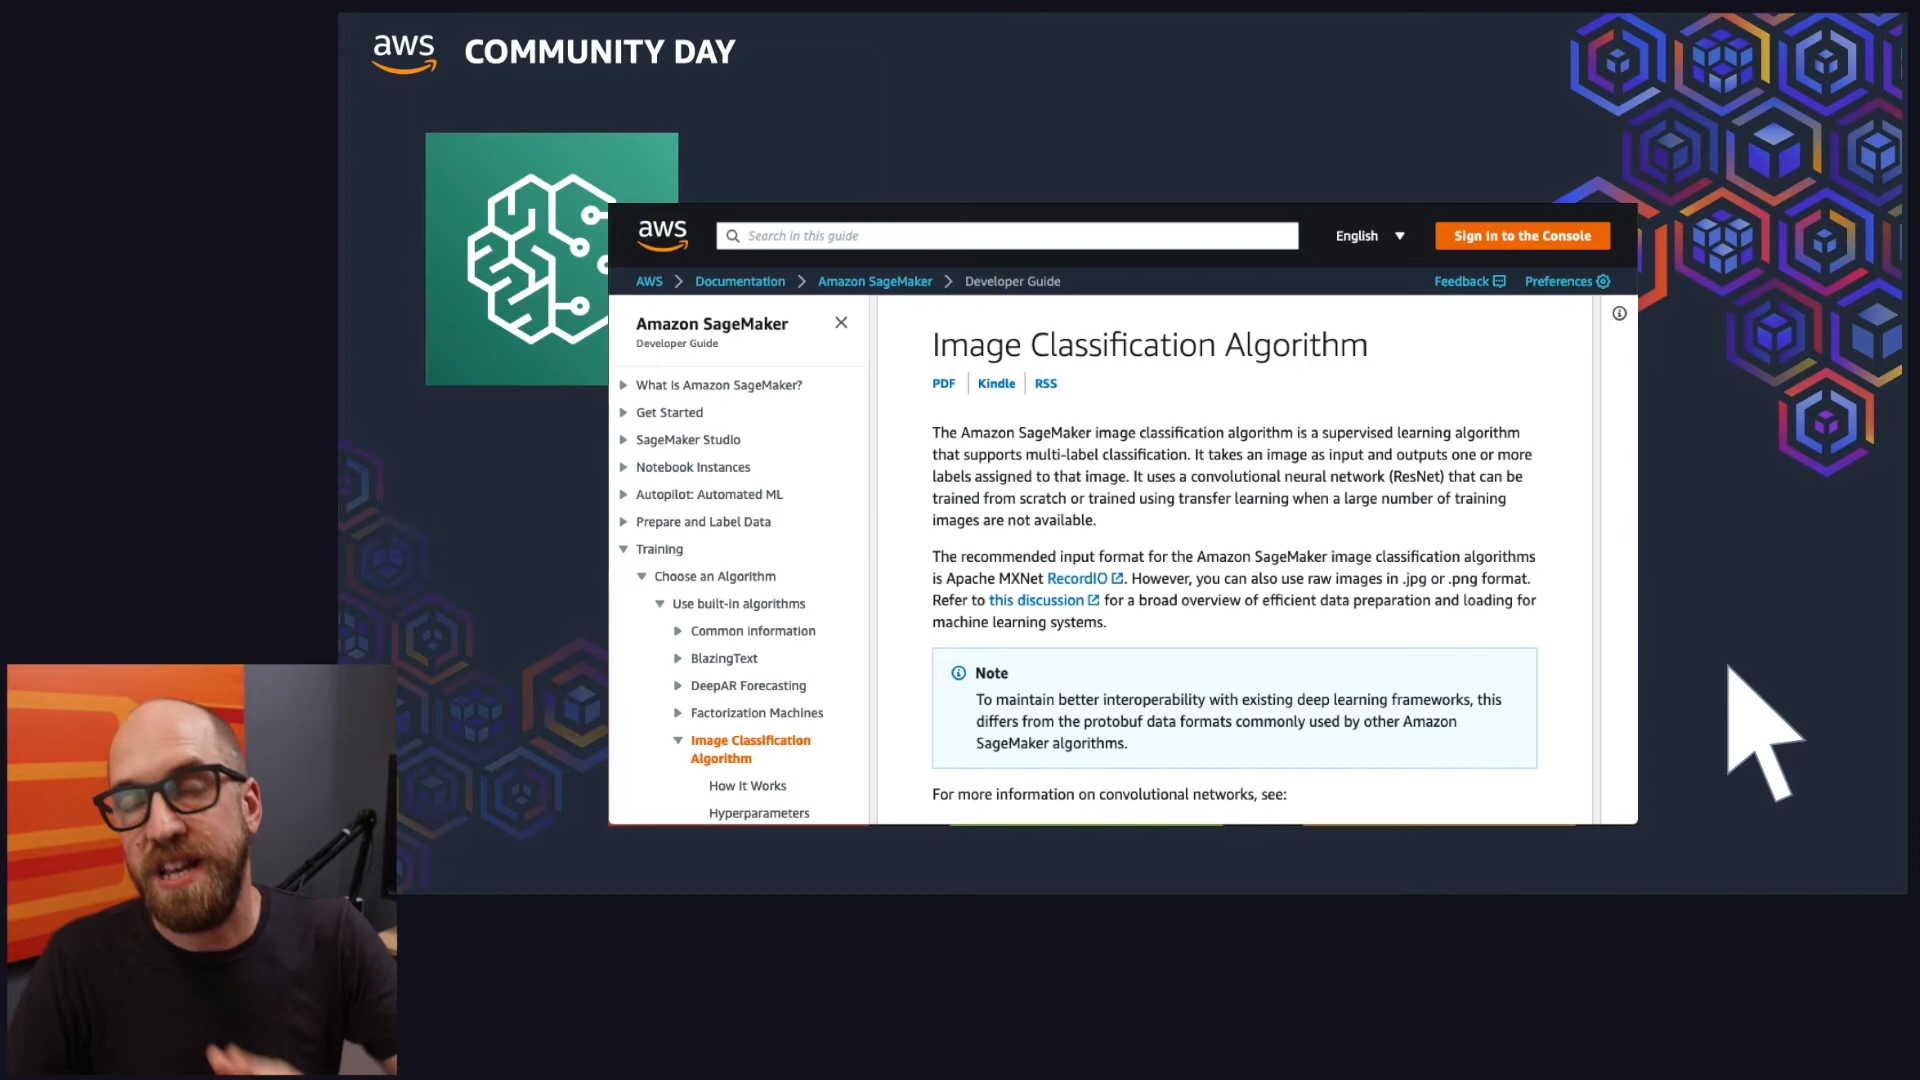 aws COMMUNITY DAY
aws
Search in this guide
English
Sign In to the Console
AWS
Documentation
Amazon SageMaker
Developer Guide
Feedback
Preferences
Amazon SageMaker
Developer Guide
What Is Amazon SageMaker?
Get Started
SageMaker Studio
Notebook Instances
Autopilot: Automated ML
Prepare and Label Data
Training
Choose an Algorithm
Use built-in algorithms
Common information
BlazingText
DeepAR Forecasting
Factorization Machines
Image Classification
Algorithm
How It Works
Hyperparameters
Image Classification Algorithm
PDF
Kindle
RSS
The Amazon SageMaker image classification algorithm is a supervised learning algorithm
that supports multi-label classification. It takes an image as input and outputs one or more
labels assigned to that image. It uses a convolutional neural network (ResNet) that can be
trained from scratch or trained using transfer learning when a large number of training
images are not available.
The recommended input format for the Amazon SageMaker image classification algorithms
is Apache MXNet RecordIO. However, you can also use raw images in .jpg or .png format.
Refer to this discussion for a broad overview of efficient data preparation and loading for
machine learning systems.
Note
To maintain better interoperability with existing deep learning frameworks, this
differs from the protobuf data formats commonly used by other Amazon
SageMaker algorithms.
For more information on convolutional networks, see: